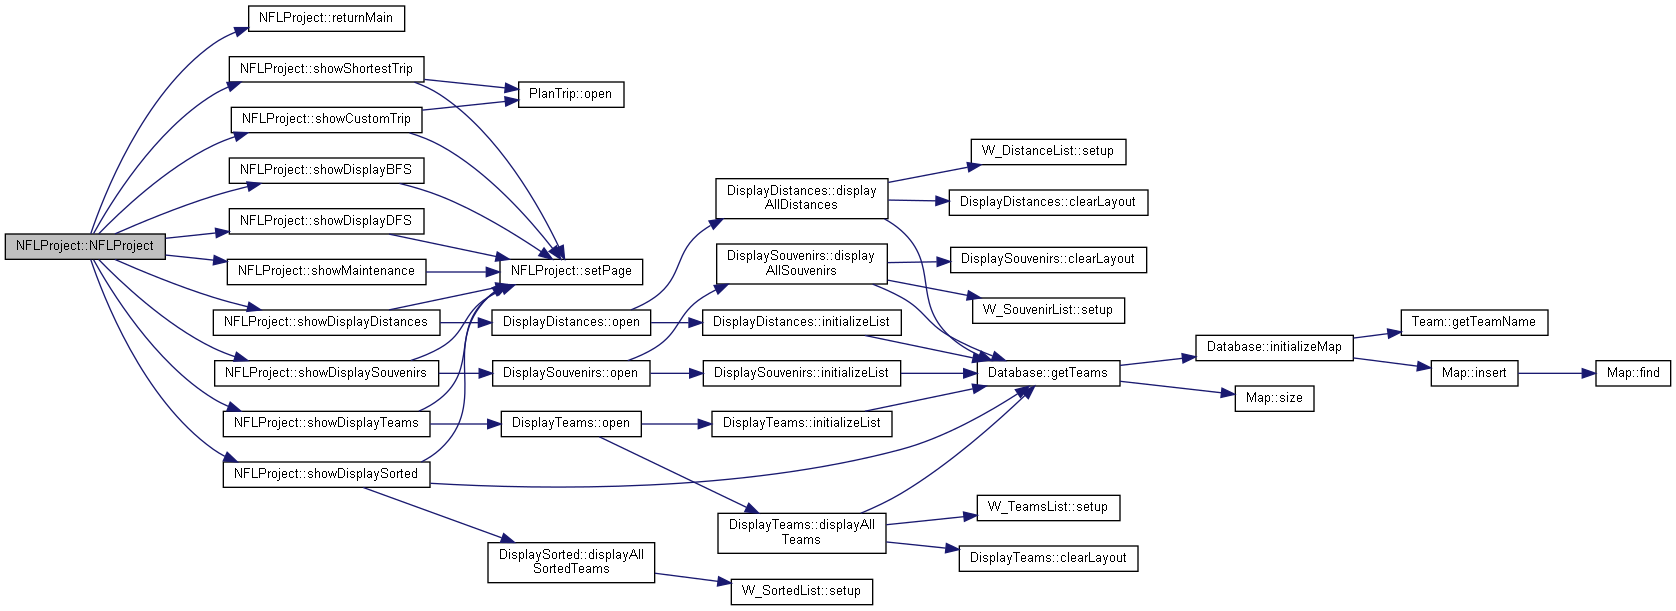 NFLProject::returnMain
NFLProject::showShortestTrip
PlanTrip::open
NFLProject::showCustomTrip
W_DistanceList::setup
NFLProject::showDisplayBFS
DisplayDistances::display
AllDistances
DisplayDistances::clearLayout
NFLProject::showDisplayDFS
NFLProject::NFLProject
DisplaySouvenirs::display
AllSouvenirs
DisplaySouvenirs::clearLayout
NFLProject::showMaintenance
NFLProject::setPage
W_SouvenirList::setup
NFLProject::showDisplayDistances
DisplayDistances::open
DisplayDistances::initializeList
Team::getTeamName
Database::initializeMap
NFLProject::showDisplaySouvenirs
DisplaySouvenirs::open
DisplaySouvenirs::initializeList
Database::getTeams
Map::insert
Map::find
Map::size
NFLProject::showDisplayTeams
DisplayTeams::open
DisplayTeams::initializeList
NFLProject::showDisplaySorted
W_TeamsList::setup
DisplayTeams::displayAll
Teams
DisplayTeams::clearLayout
DisplaySorted::displayAll
SortedTeams
W_SortedList::setup